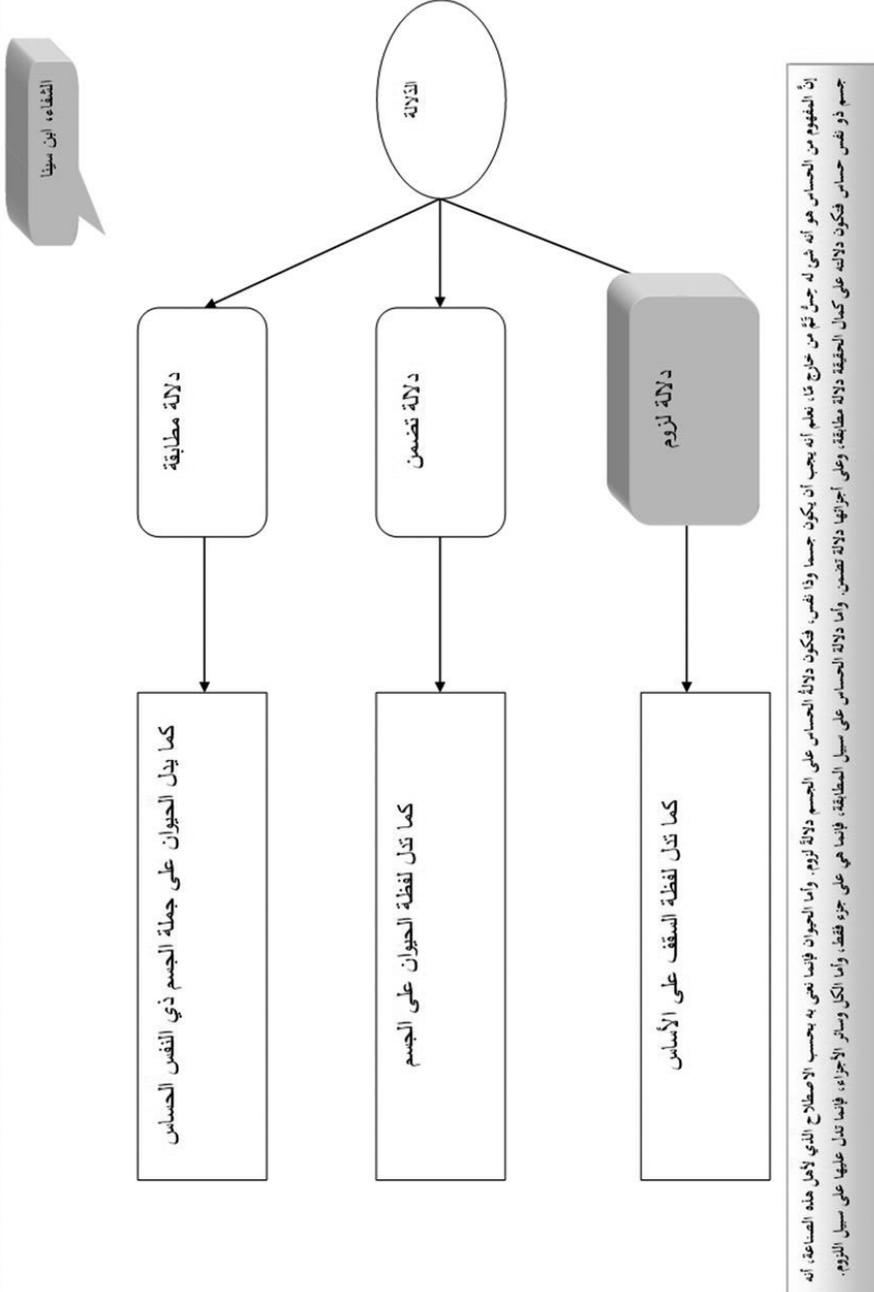 الشفاء، ابن سينا
دلالة مطابقة
كما يدل الحيوان على جملة الجسم ذي النفس الحساس
الدّلالة
دلالة تضمن
كما تدل لفظة الحيوان على الجسم
دلالة لزوم
كما تدل لفظة السقف على الأساس
إنَّ المفهوم من الحساس هو أنه شئ له حِسٌ ثمَّ من خارج مّا، نعلم أنه يجب أن يكون جسما وذا نفس، فتكون دلالةُ الحساس على الجسم دلالةُ لزوم. وأما الحيوان فإنما نعنى به بحسب الاصطلاح الذي لأهل هذه الصناعة، أنه
جسم ذو نفس حساس فتكون دلالته على كمال الحقيقة دلالة مطابقة، وعلى أجزائها دلالة تضمن. وأما دلالة الحساس على سبيل المطابقة، فإنما هي على جزء فقط، وأما الكل وسائر الأجزاء، فإنما تدل عليها على سبيل اللزوم.